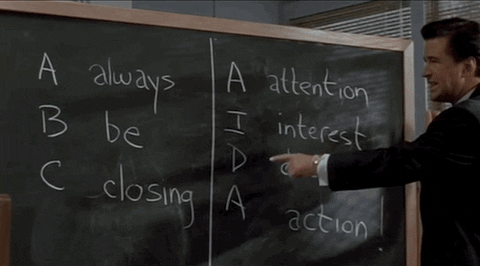 A always
B be
C closing
A attention
I interest
D
A action